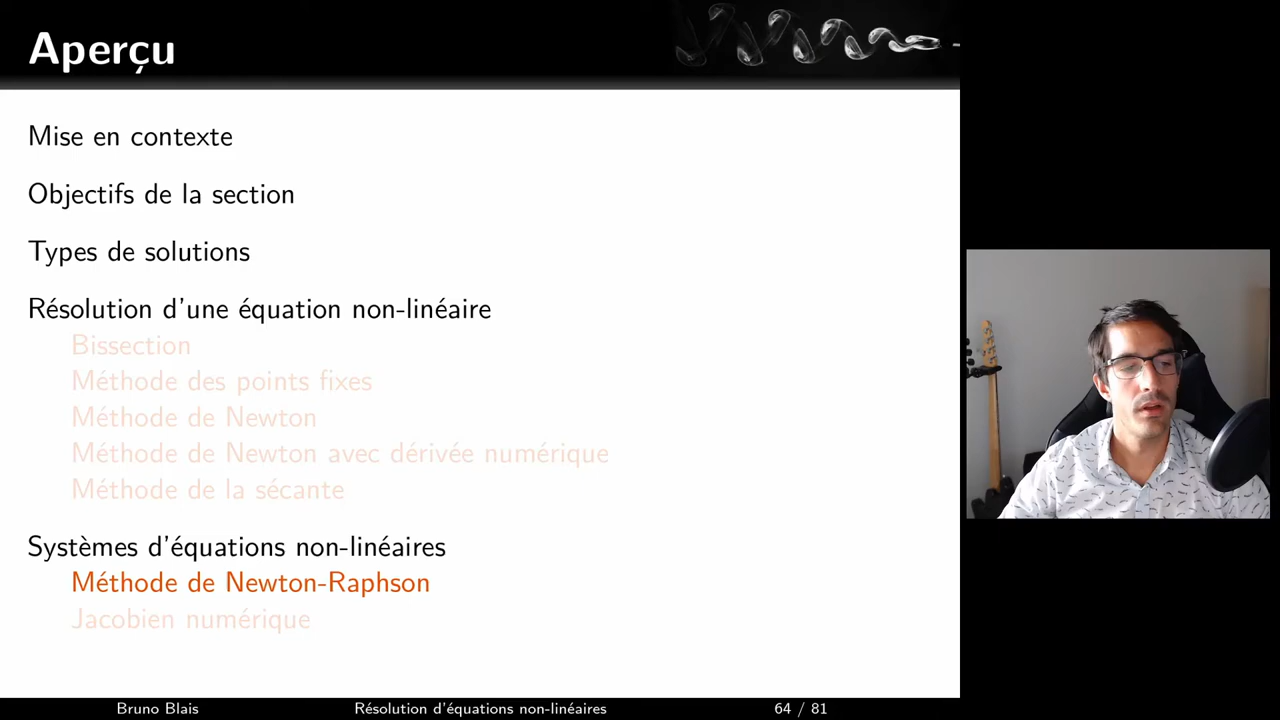 Aperçu
Mise en contexte
Objectifs de la section
Types de solutions
Résolution d'une équation non-linéaire
Bissection
Méthode des points fixes
Méthode de Newton
Méthode de Newton avec dérivée numérique
Méthode de la sécante
Systèmes d'équations non-linéaires
Méthode de Newton-Raphson
Jacobien numérique
Bruno Blais Résolution d'équations non-linéaires 64 / 81